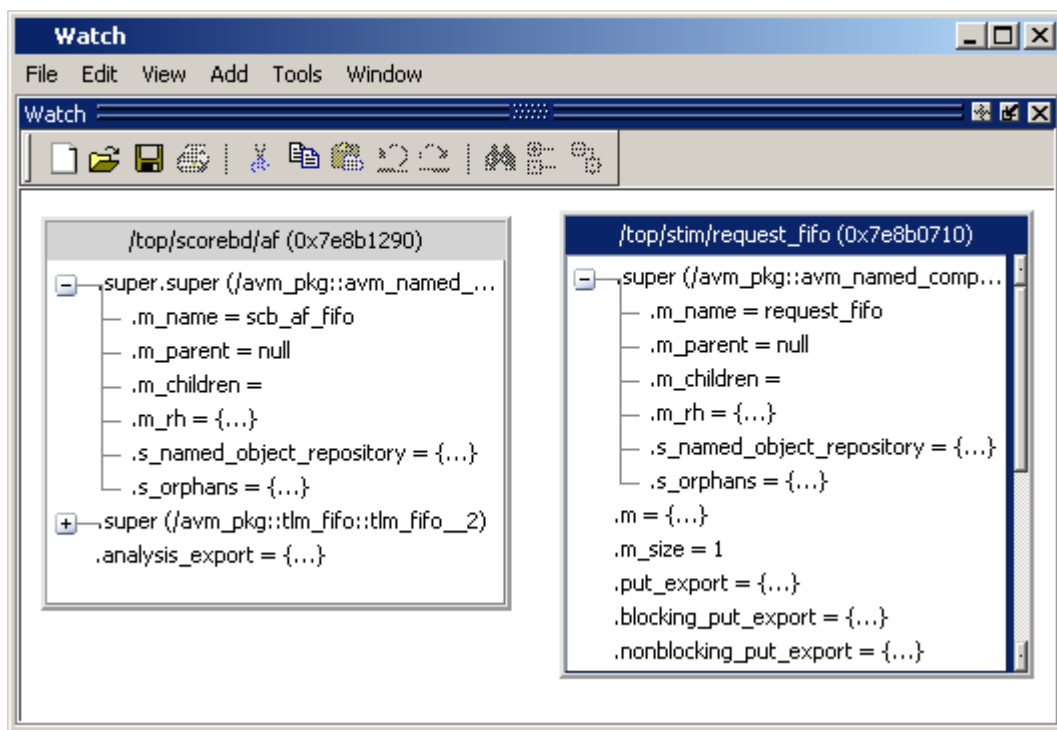 Watch
File Edit View Add Tools Window
Watch
/top/scorebd/af (0x7e8b1290)
.super.super (/avm_pkg::avm_named_...
.m_name = scb_af_fifo
.m_parent = null
.m_children =
.m_rh = {...}
.s_named_object_repository = {...}
.s_orphans = {...}
.super (/avm_pkg::tlm_fifo::tlm_fifo__2)
.analysis_export = {...}
/top/stim/request_fifo (0x7e8b0710)
.super (/avm_pkg::avm_named_comp...
.m_name = request_fifo
.m_parent = null
.m_children =
.m_rh = {...}
.s_named_object_repository = {...}
.s_orphans = {...}
.m = {...}
.m_size = 1
.put_export = {...}
.blocking_put_export = {...}
.nonblocking_put_export = {...}